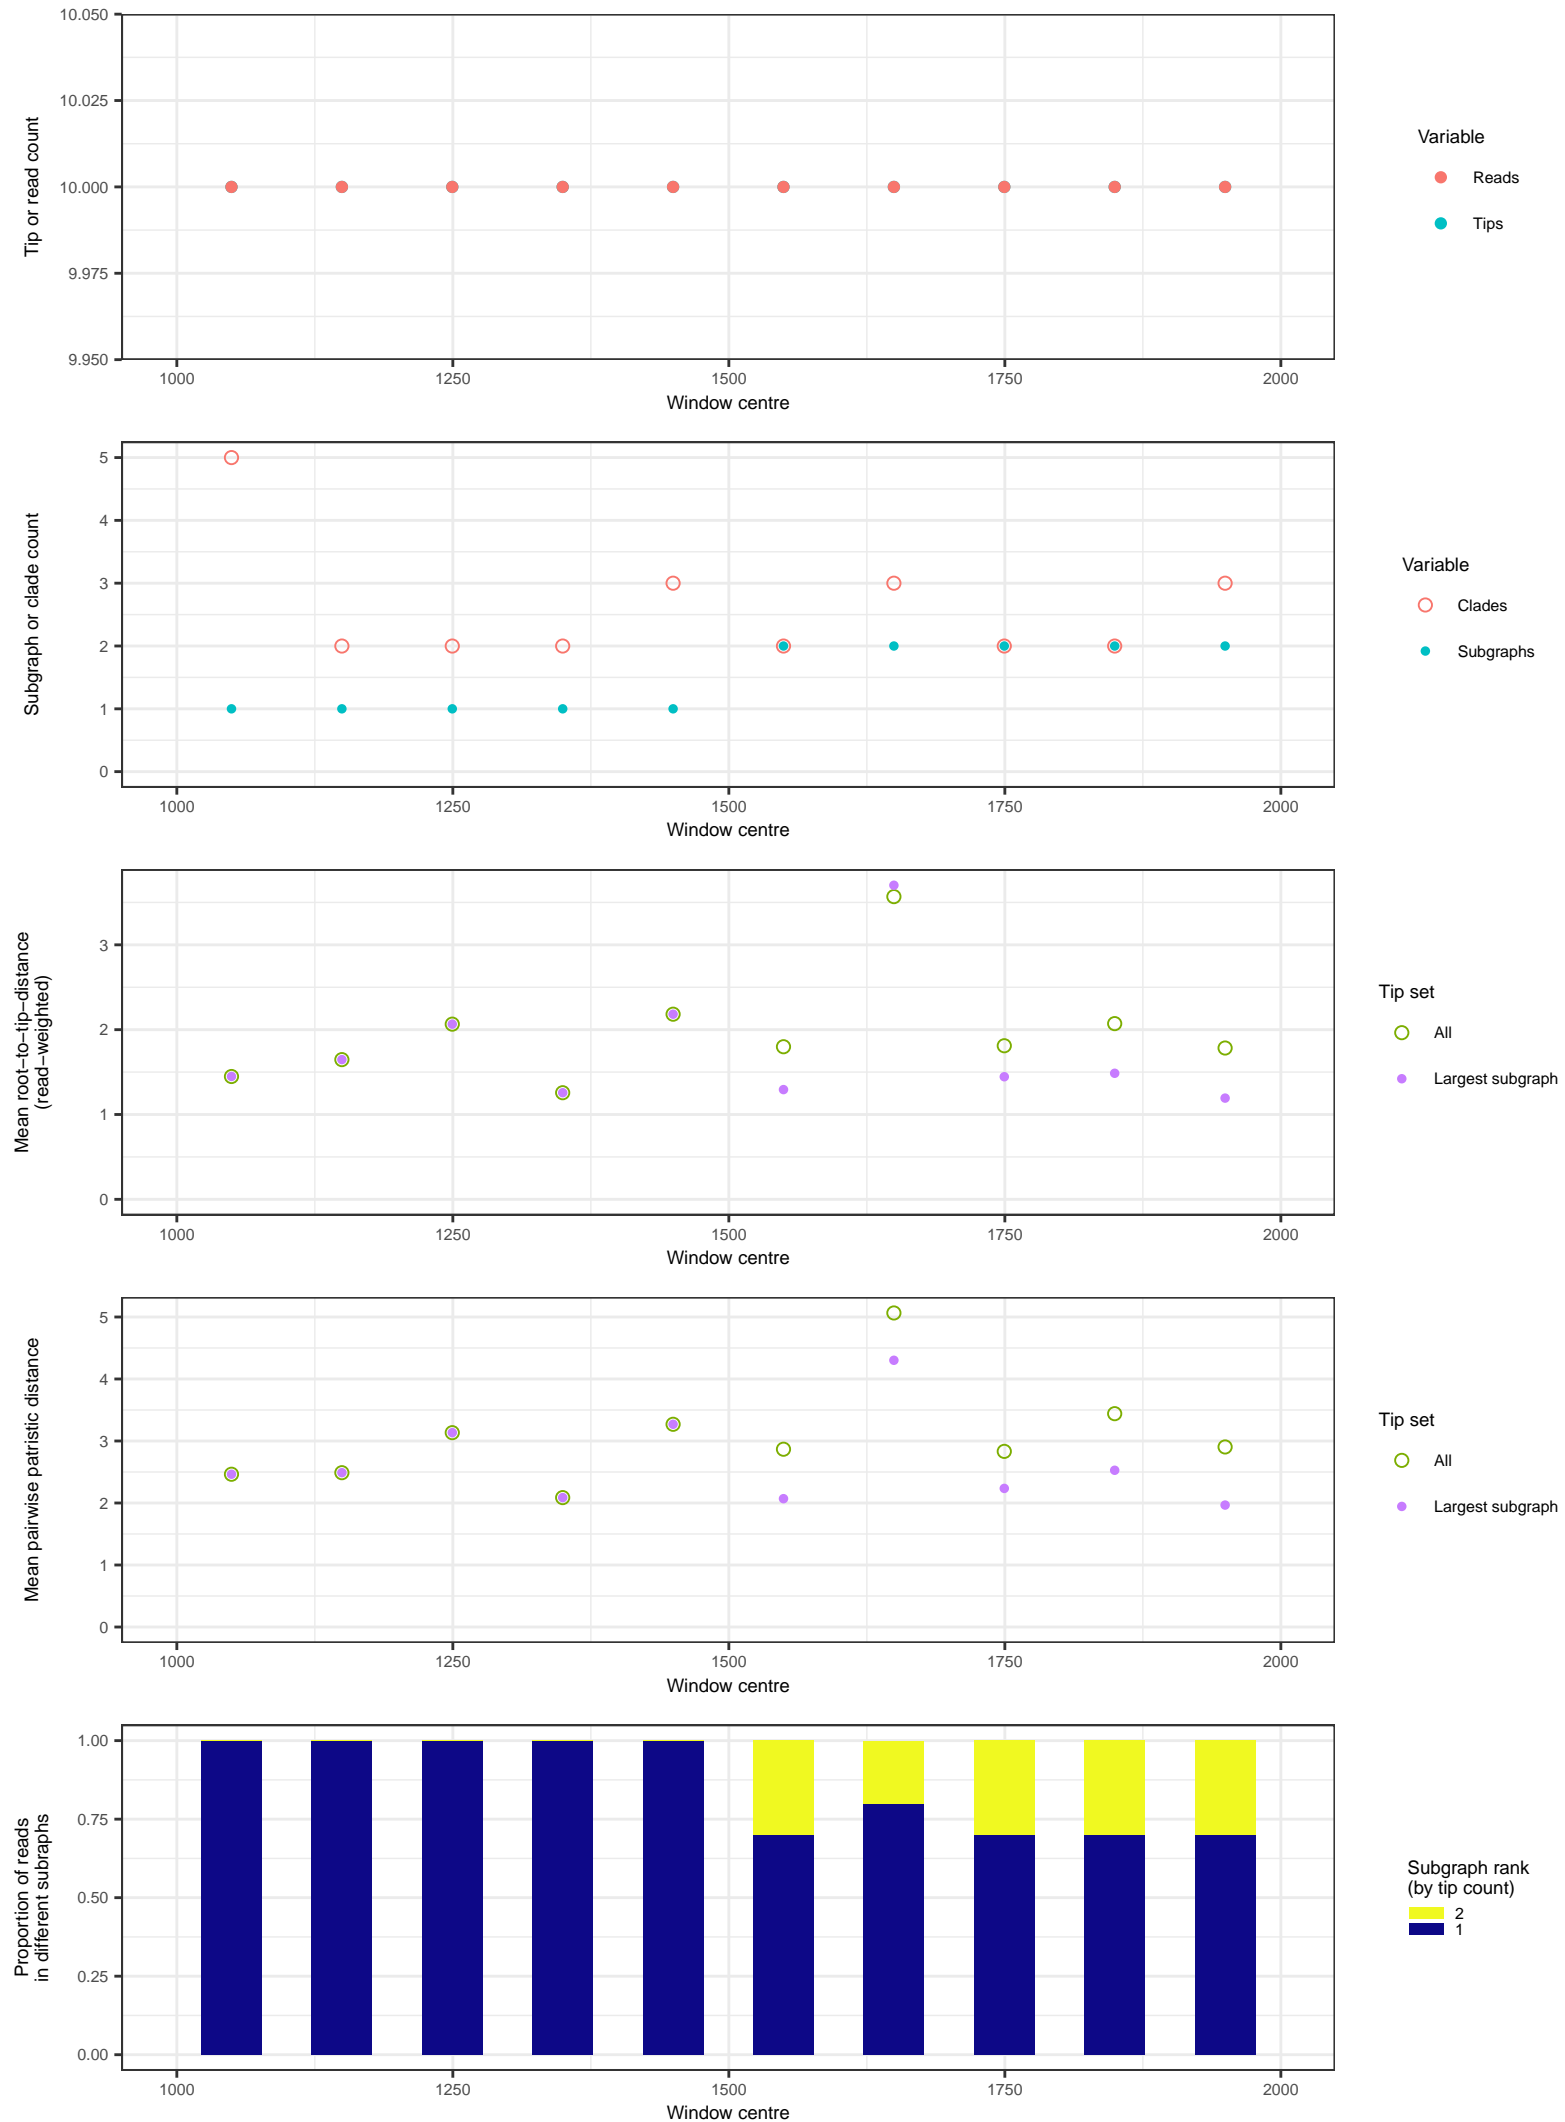 10.050
10.025
10.000
9.975
9.950
Tip or read count
1000 1250 1500 1750 2000
Window centre
Variable
Reads
Tips
5
4
3
2
1
0
Subgraph or clade count
1000 1250 1500 1750 2000
Window centre
Variable
Clades
Subgraphs
3
2
1
0
Mean root−to−tip−distance
(read−weighted)
1000 1250 1500 1750 2000
Window centre
Tip set
All
Largest subgraph
5
4
3
2
1
0
Mean pairwise patristic distance
1000 1250 1500 1750 2000
Window centre
Tip set
All
Largest subgraph
1.00
0.75
0.50
0.25
0.00
Proportion of reads
in different subraphs
1000 1250 1500 1750 2000
Window centre
Subgraph rank
(by tip count)
2
1